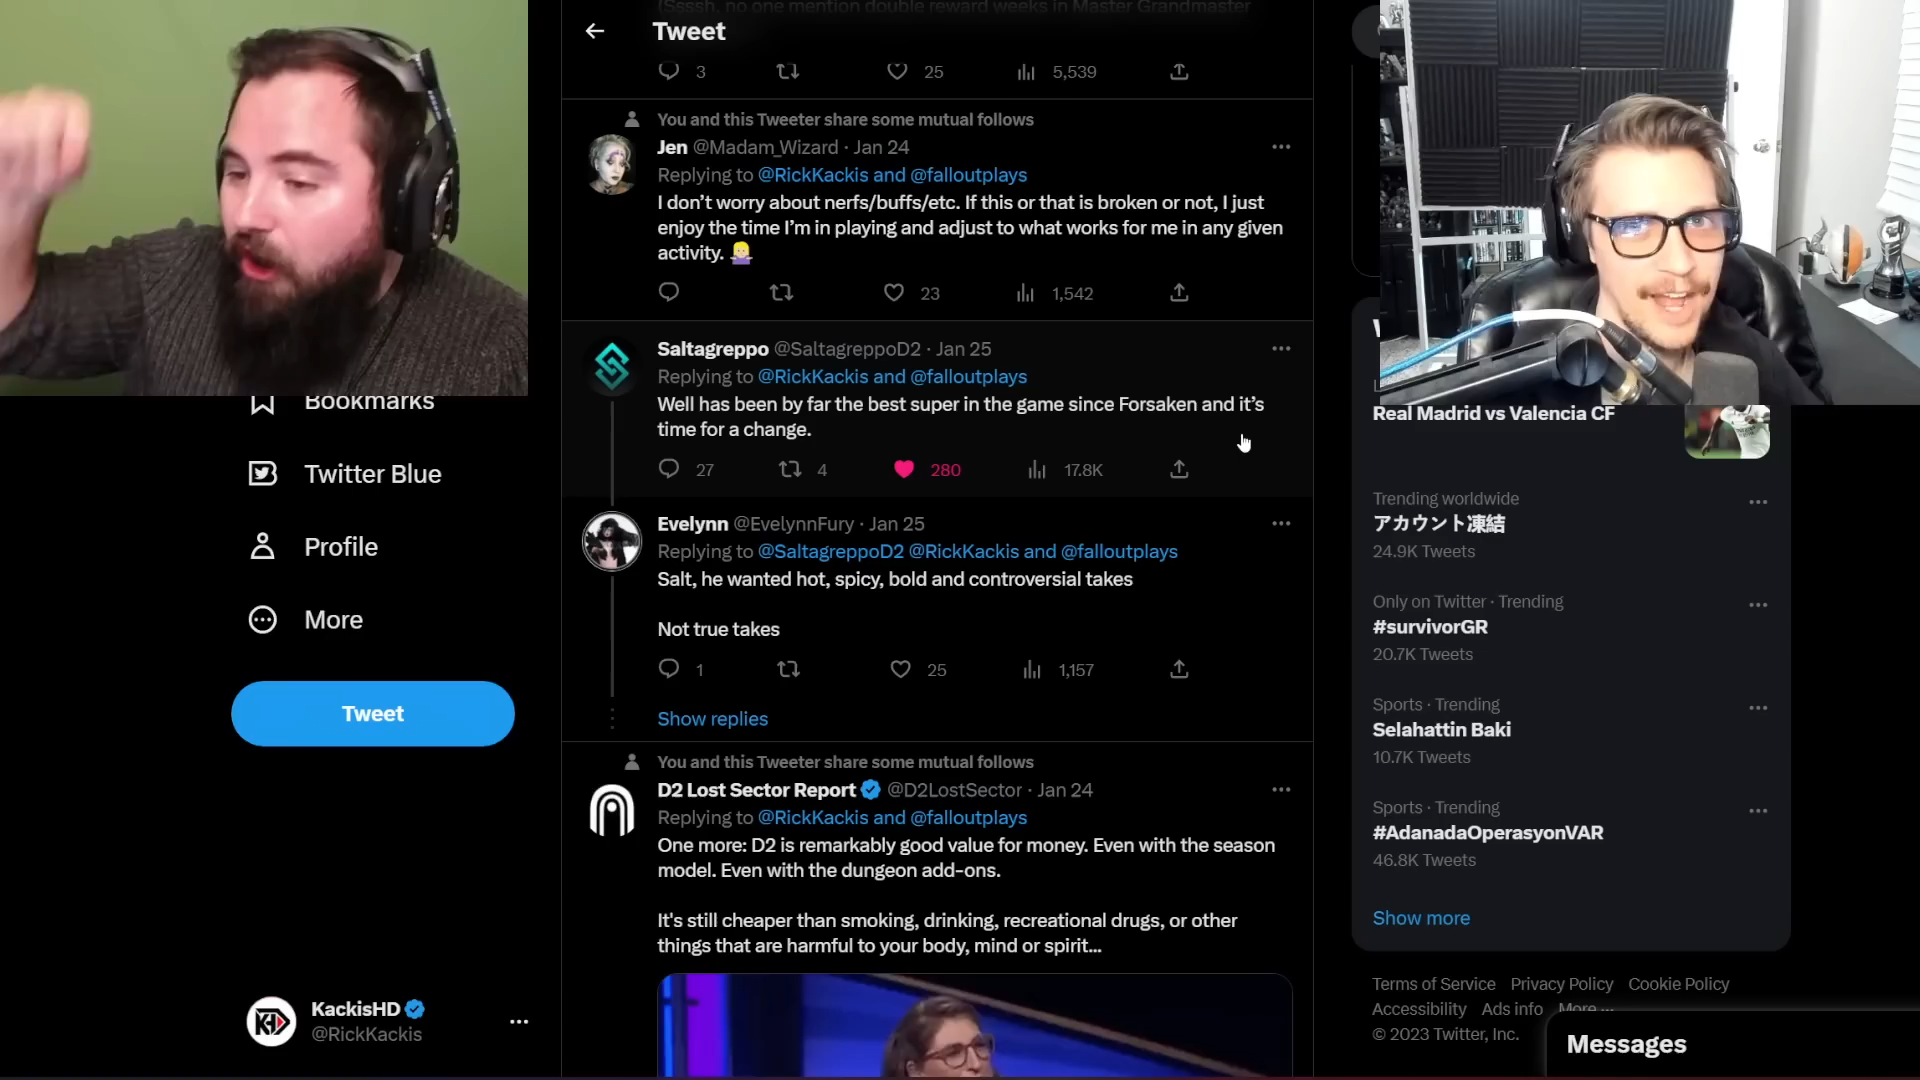 (Ssssh, no one mention double reward weeks in Master Grandmaster
Tweet
3 25 5,539
You and this Tweeter share some mutual follows
Jen @Madam_Wizard · Jan 24
Replying to @RickKackis and @falloutplays
I don't worry about nerfs/buffs/etc. If this or that is broken or not, I just
enjoy the time I'm in playing and adjust to what works for me in any given
activity. 🤷🏼‍♀️
23 1,542
Saltagreppo @SaltagreppoD2 · Jan 25
Replying to @RickKackis and @falloutplays
Well has been by far the best super in the game since Forsaken and it's
time for a change.
27 4 280 17.8K
Evelynn @EvelynnFury · Jan 25
Replying to @SaltagreppoD2 @RickKackis and @falloutplays
Salt, he wanted hot, spicy, bold and controversial takes
Not true takes
1 25 1,157
Show replies
You and this Tweeter share some mutual follows
D2 Lost Sector Report @D2LostSector · Jan 24
Replying to @RickKackis and @falloutplays
One more: D2 is remarkably good value for money. Even with the season
model. Even with the dungeon add-ons.
It's still cheaper than smoking, drinking, recreational drugs, or other
things that are harmful to your body, mind or spirit...
Bookmarks
Twitter Blue
Profile
More
Tweet
KackisHD
@RickKackis
Real Madrid vs Valencia CF
Trending worldwide
アカウント凍結
24.9K Tweets
Only on Twitter · Trending
#survivorGR
20.7K Tweets
Sports · Trending
Selahattin Baki
10.7K Tweets
Sports · Trending
#AdanadaOperasyonVAR
46.8K Tweets
Show more
Terms of Service Privacy Policy Cookie Policy
Accessibility Ads info More ...
© 2023 Twitter, Inc.
Messages